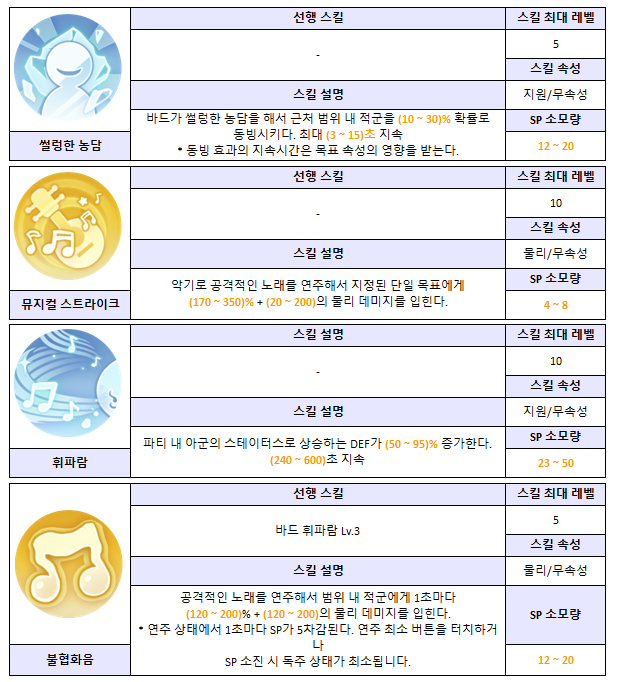 선행 스킬
스킬 최대 레벨
-
5
스킬 속성
스킬 설명
지원/무속성
바드가 썰렁한 농담을 해서 근처 범위 내 적군을 (10 ~ 30)% 확률로
동빙시키다. 최대 (3 ~ 15)초 지속
* 동빙 효과의 지속시간은 목표 속성의 영향을 받는다.
SP 소모량
썰렁한 농담
12 ~ 20
선행 스킬
스킬 최대 레벨
-
10
스킬 속성
스킬 설명
물리/무속성
악기로 공격적인 노래를 연주해서 지정된 단일 목표에게
(170 ~ 350)% + (20 ~ 200)의 물리 데미지를 입힌다.
SP 소모량
뮤지컬 스트라이크
4 ~ 8
스킬 설명
스킬 최대 레벨
-
10
스킬 속성
스킬 설명
지원/무속성
파티 내 아군의 스테이터스로 상승하는 DEF가 (50 ~ 95)% 증가한다.
(240 ~ 600)초 지속
SP 소모량
휘파람
23 ~ 50
선행 스킬
스킬 최대 레벨
바드 휘파람 Lv.3
5
스킬 속성
스킬 설명
물리/무속성
공격적인 노래를 연주해서 범위 내 적군에게 1초마다
(120 ~ 200)% + (120 ~ 200)의 물리 데미지를 입힌다.
* 연주 상태에서 1초마다 SP가 5차감된다. 연주 최소 버튼을 터치하거
나
SP 소진 시 독주 상태가 최소됩니다.
SP 소모량
불협화음
12 ~ 20